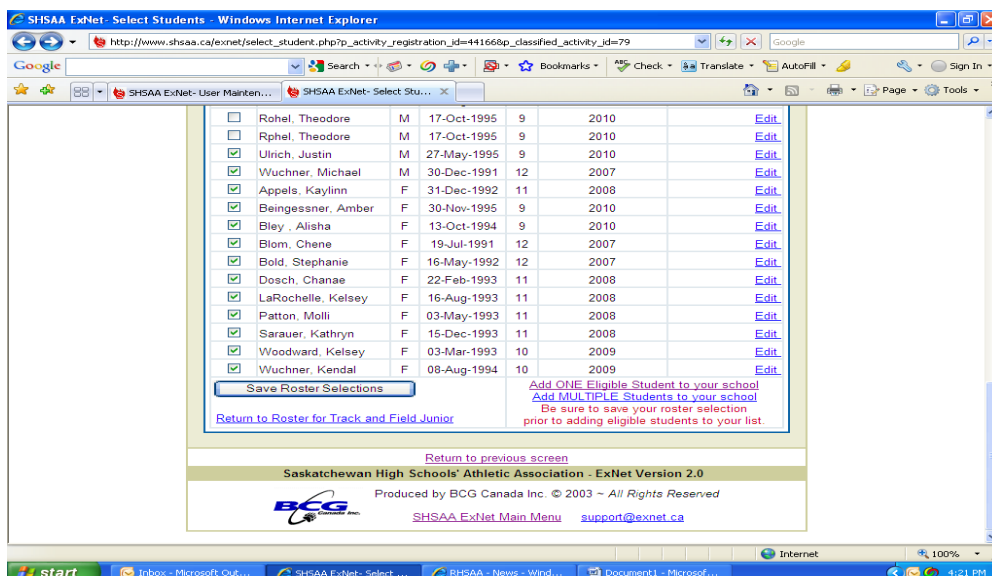 SHSAA ExNet- Select Students - Windows Internet Explorer
http://www.shsaa.ca/exnet/select_student.php?p_activity_registration_id=44166&p_classified_activity_id=79 Google
Google Search Bookmarks ABC Check Translate AutoFill Sign In
SHSAA ExNet- User Mainten... SHSAA ExNet- Select Stu... X Page Tools
Rohel, Theodore M 17-Oct-1995 9 2010 Edit
Rphel, Theodore M 17-Oct-1995 9 2010 Edit
Ulrich, Justin M 27-May-1995 9 2010 Edit
Wuchner, Michael M 30-Dec-1991 12 2007 Edit
Appels, Kaylinn F 31-Dec-1992 11 2008 Edit
Beingessner, Amber F 30-Nov-1995 9 2010 Edit
Bley , Alisha F 13-Oct-1994 9 2010 Edit
Blom, Chene F 19-Jul-1991 12 2007 Edit
Bold, Stephanie F 16-May-1992 12 2007 Edit
Dosch, Chanae F 22-Feb-1993 11 2008 Edit
LaRochelle, Kelsey F 16-Aug-1993 11 2008 Edit
Patton, Molli F 03-May-1993 11 2008 Edit
Sarauer, Kathryn F 15-Dec-1993 11 2008 Edit
Woodward, Kelsey F 03-Mar-1993 10 2009 Edit
Wuchner, Kendal F 08-Aug-1994 10 2009 Edit
Save Roster Selections
Return to Roster for Track and Field Junior
Add ONE Eligible Student to your school
Add MULTIPLE Students to your school
Be sure to save your roster selection
prior to adding eligible students to your list.
Return to previous screen
Saskatchewan High Schools' Athletic Association - ExNet Version 2.0
BCG Canada Inc.
Produced by BCG Canada Inc. © 2003 ~ All Rights Reserved
SHSAA ExNet Main Menu support@exnet.ca
Internet 100%
start Inbox - Microsoft Out... SHSAA ExNet- Select ... RHSAA - News - Wind... Document1 - Microsof... 4:21 PM